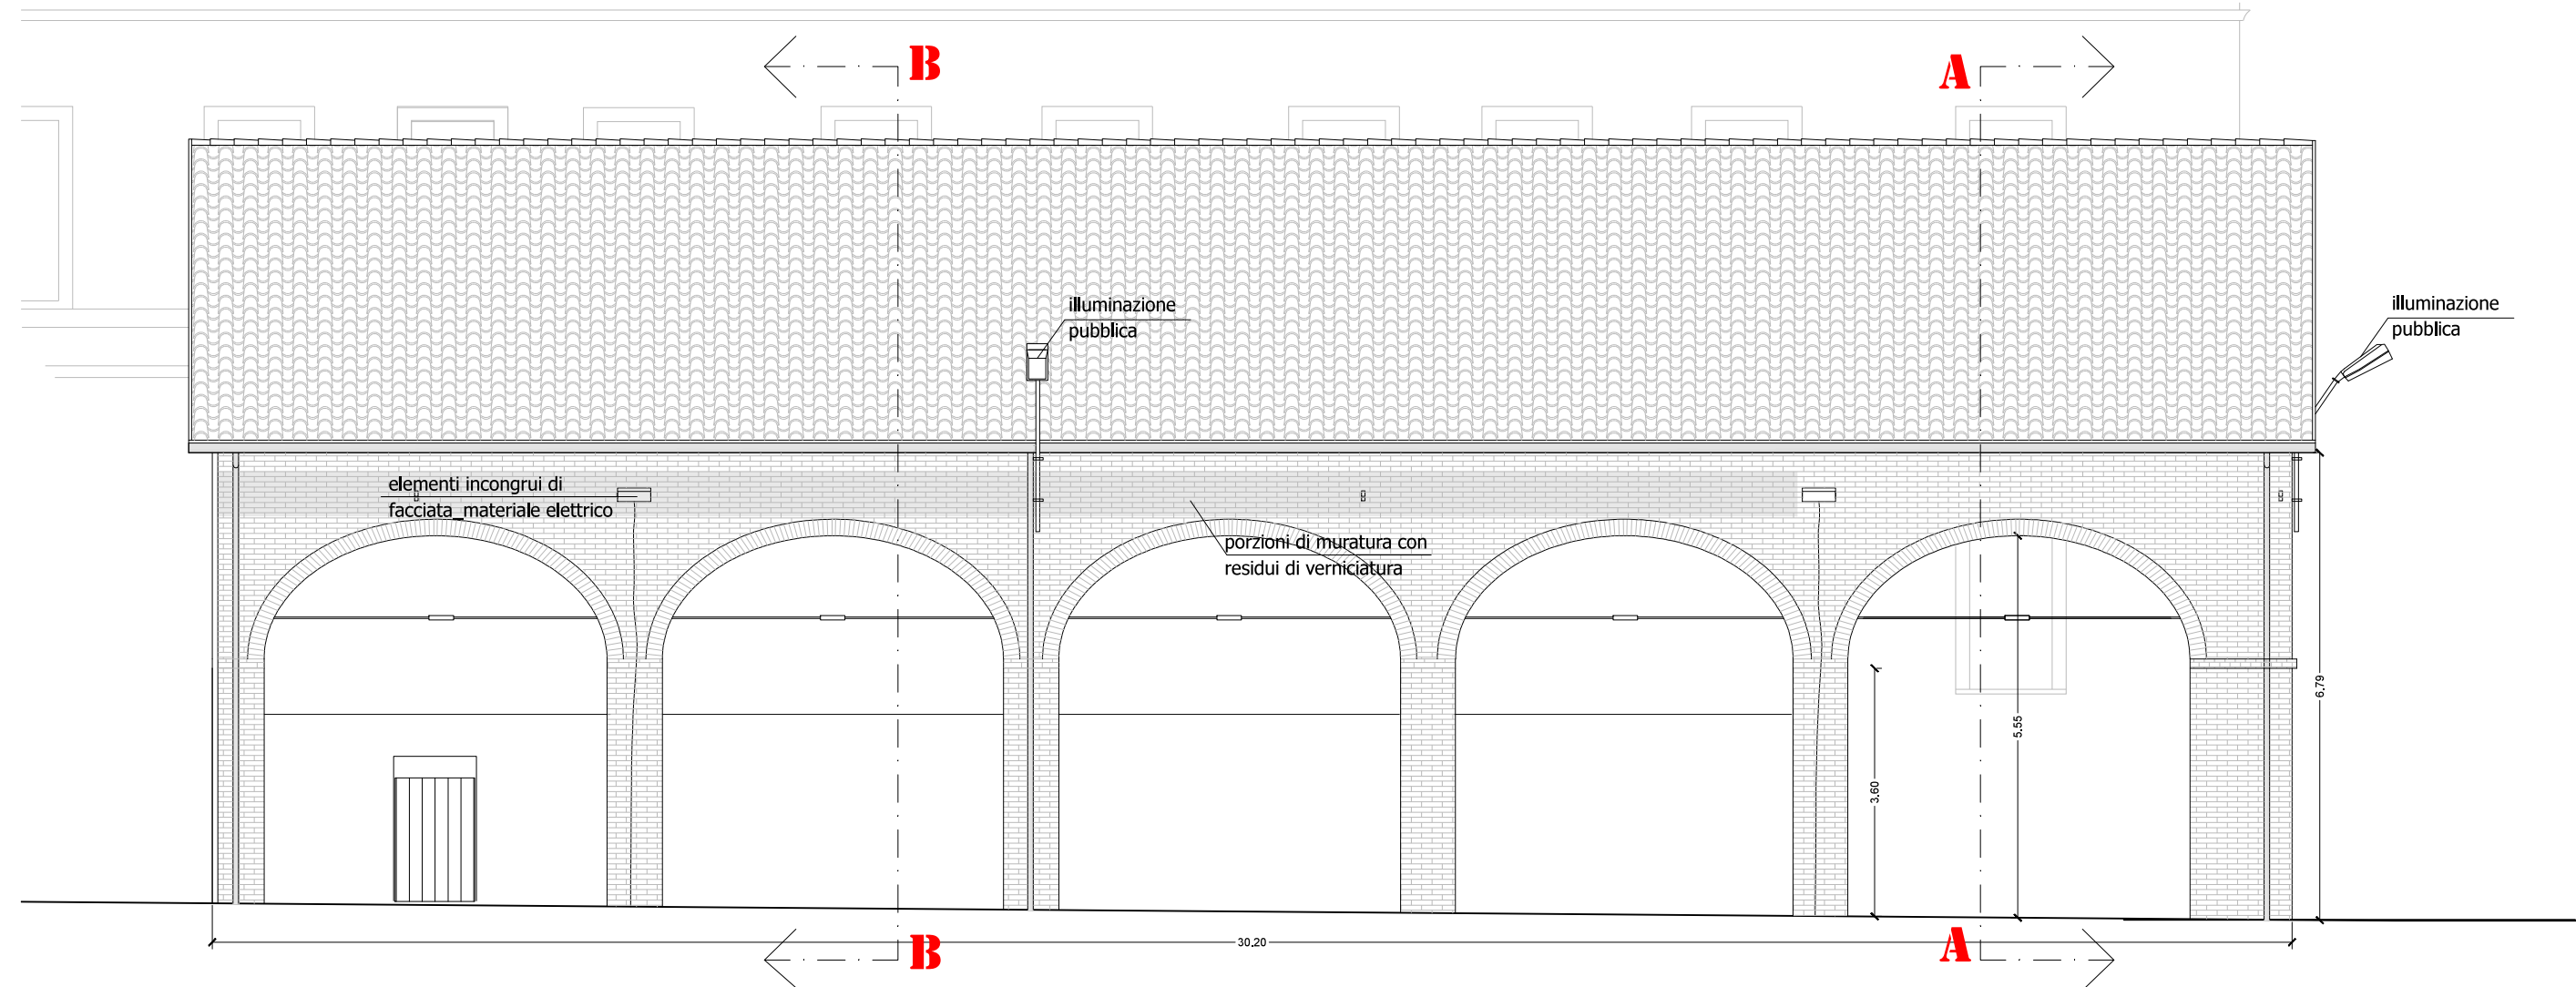 B
A
illuminazione
pubblica
illuminazione
pubblica
elementi incongrui di
facciata_materiale elettrico
porzioni di muratura con
residui di verniciatura
6.79
5.55
3.60
30.20
B
A